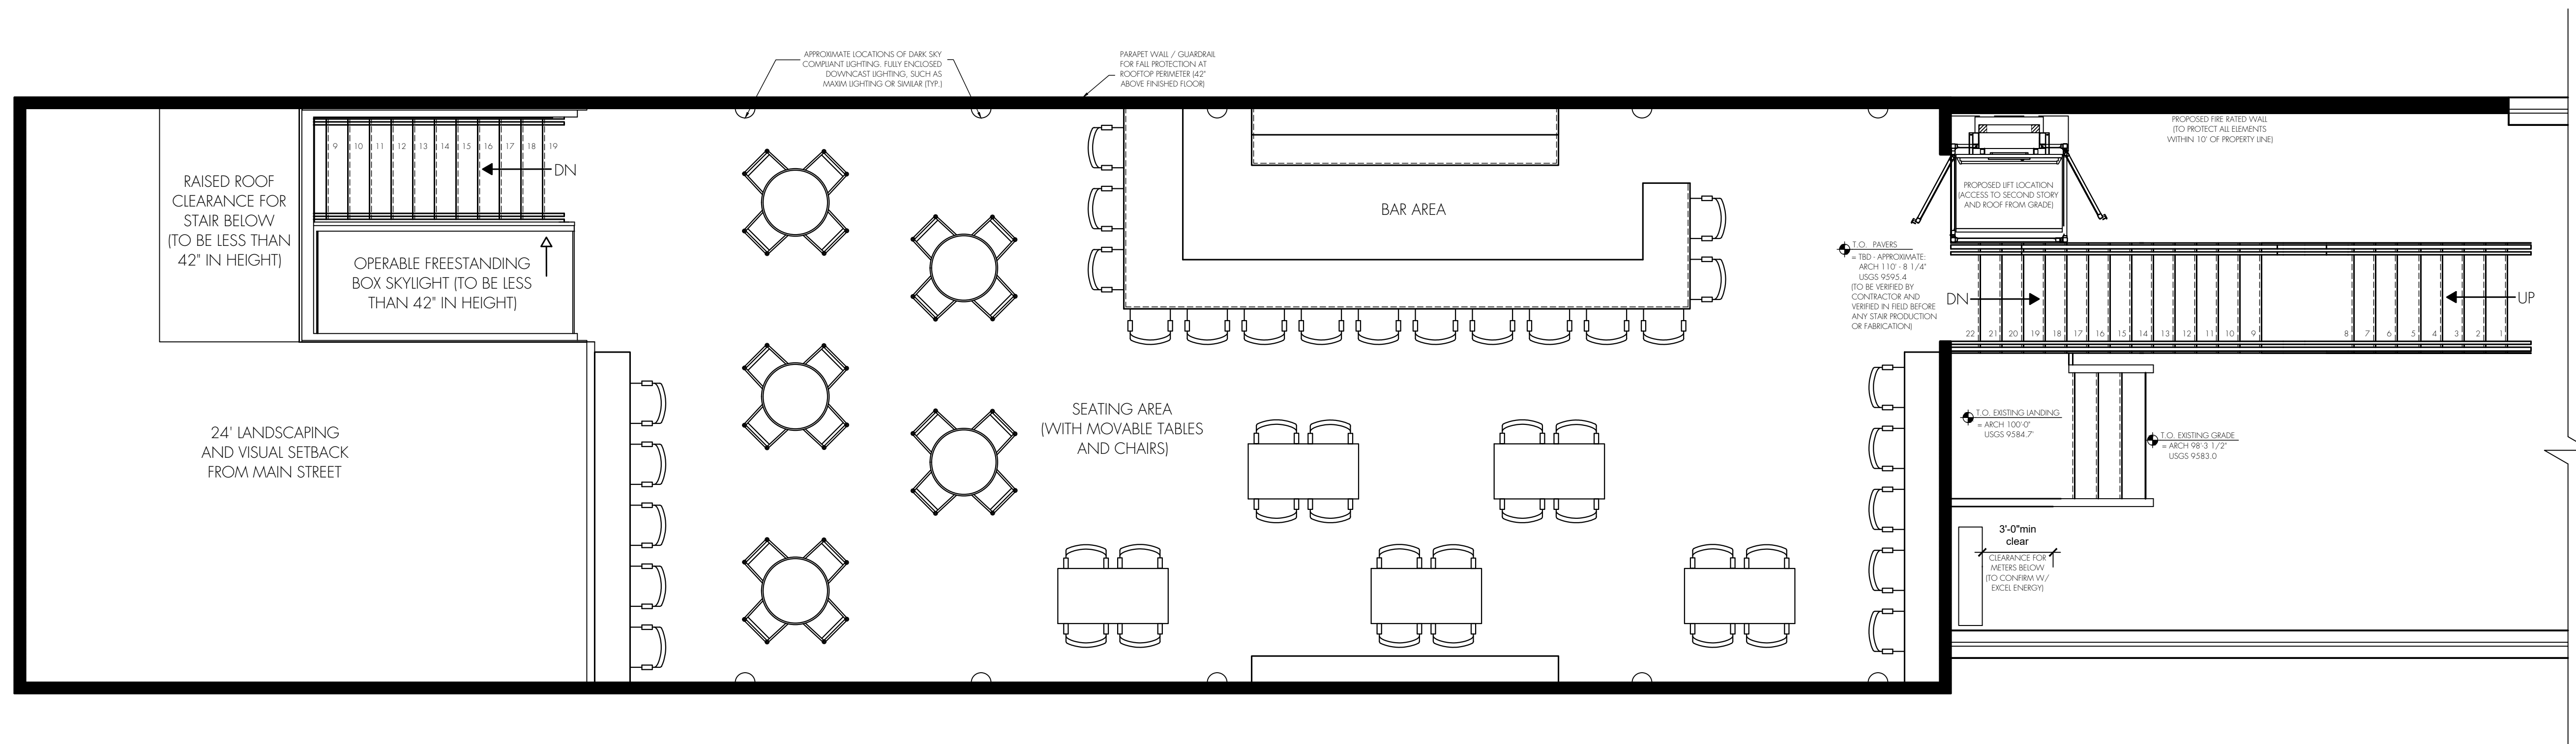 APPROXIMATE LOCATIONS OF DARK SKY
COMPLIANT LIGHTING. FULLY ENCLOSED
DOWNCAST LIGHTING, SUCH AS
MAXIM LIGHTING OR SIMILAR (TYP.)
PARAPET WALL / GUARDRAIL
FOR FALL PROTECTION AT
ROOFTOP PERIMETER (42"
ABOVE FINISHED FLOOR)
RAISED ROOF
CLEARANCE FOR
STAIR BELOW
(TO BE LESS THAN
42" IN HEIGHT)
9 10 11 12 13 14 15 16 17 18 19
DN
OPERABLE FREESTANDING
BOX SKYLIGHT (TO BE LESS
THAN 42" IN HEIGHT)
24' LANDSCAPING
AND VISUAL SETBACK
FROM MAIN STREET
BAR AREA
SEATING AREA
(WITH MOVABLE TABLES
AND CHAIRS)
T.O. PAVERS
= TBD - APPROXIMATE:
ARCH 110' - 8 1/4"
USGS 9595.4
(TO BE VERIFIED BY
CONTRACTOR AND
VERIFIED IN FIELD BEFORE
ANY STAIR PRODUCTION
OR FABRICATION)
PROPOSED FIRE RATED WALL
(TO PROTECT ALL ELEMENTS
WITHIN 10' OF PROPERTY LINE)
PROPOSED LIFT LOCATION
(ACCESS TO SECOND STORY
AND ROOF FROM GRADE)
DN
UP
22 21 20 19 18 17 16 15 14 13 12 11 10 9 8 7 6 5 4 3 2 1
T.O. EXISTING LANDING
= ARCH 100'-0"
USGS 9584.7'
T.O. EXISTING GRADE
= ARCH 98'-3 1/2"
USGS 9583.0
3'-0"min
clear
CLEARANCE FOR
METERS BELOW
(TO CONFIRM W/
EXCEL ENERGY)